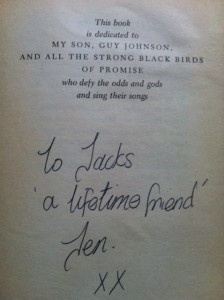 This book
is dedicated to
MY SON, GUY JOHNSON,
AND ALL THE STRONG BLACK BIRDS
OF PROMISE
who defy the odds and gods
and sing their songs
To Jacks
'a lifetime friend"
Jen.
XX